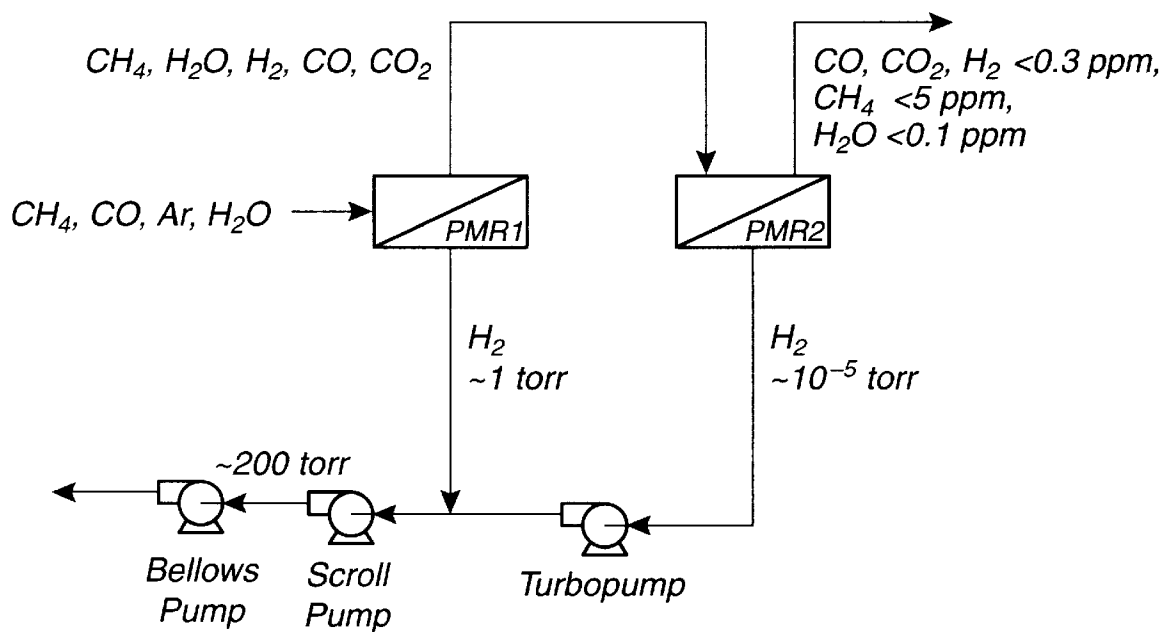 CH₄, H₂O, H₂, CO, CO₂
CO, CO₂, H₂ <0.3 ppm,
CH₄ <5 ppm,
H₂O <0.1 ppm
CH₄, CO, Ar, H₂O
PMR1
PMR2
H₂
~1 torr
H₂
~10⁻⁵ torr
~200 torr
Bellows
Pump
Scroll
Pump
Turbopump